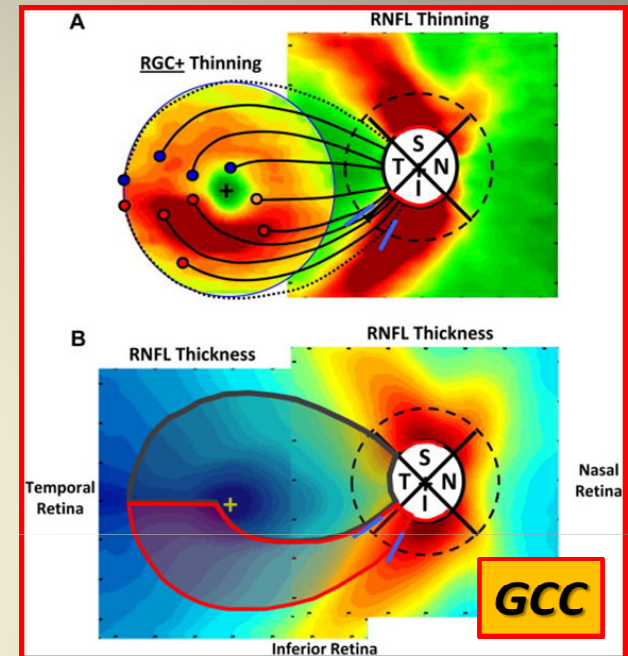 A
RNFL Thinning
RGC+ Thinning
S
T N
I
B
RNFL Thickness
RNFL Thickness
S
T N
I
Temporal
Retina
Nasal
Retina
GCC
Inferior Retina